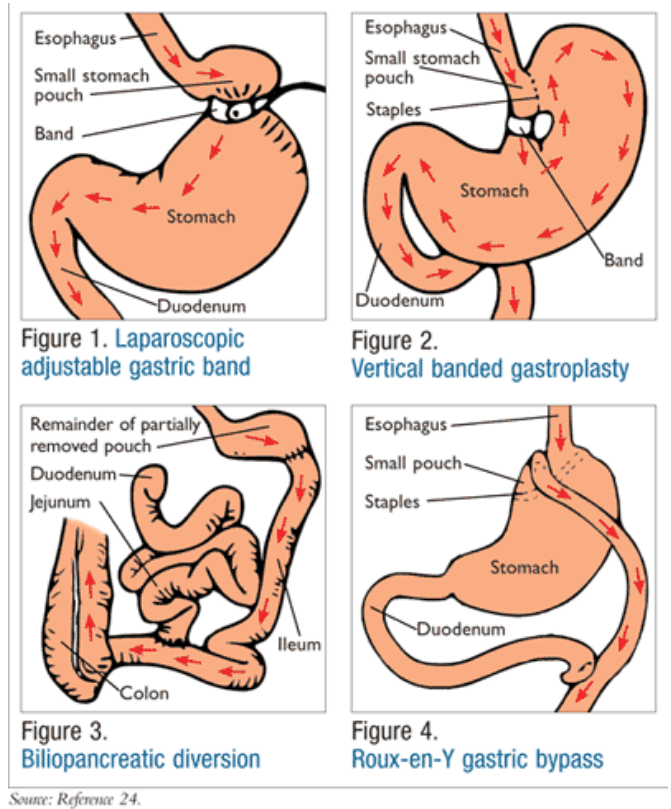 Esophagus
Small stomach
pouch
Band
Stomach
Duodenum
Figure 1. Laparoscopic
adjustable gastric band
Esophagus
Small stomach
pouch
Staples
Stomach
Band
Duodenum
Figure 2.
Vertical banded gastroplasty
Remainder of partially
removed pouch
Duodenum
Jejunum
Ileum
Colon
Figure 3.
Biliopancreatic diversion
Esophagus
Small pouch
Staples
Stomach
Duodenum
Figure 4.
Roux-en-Y gastric bypass
Source: Reference 24.